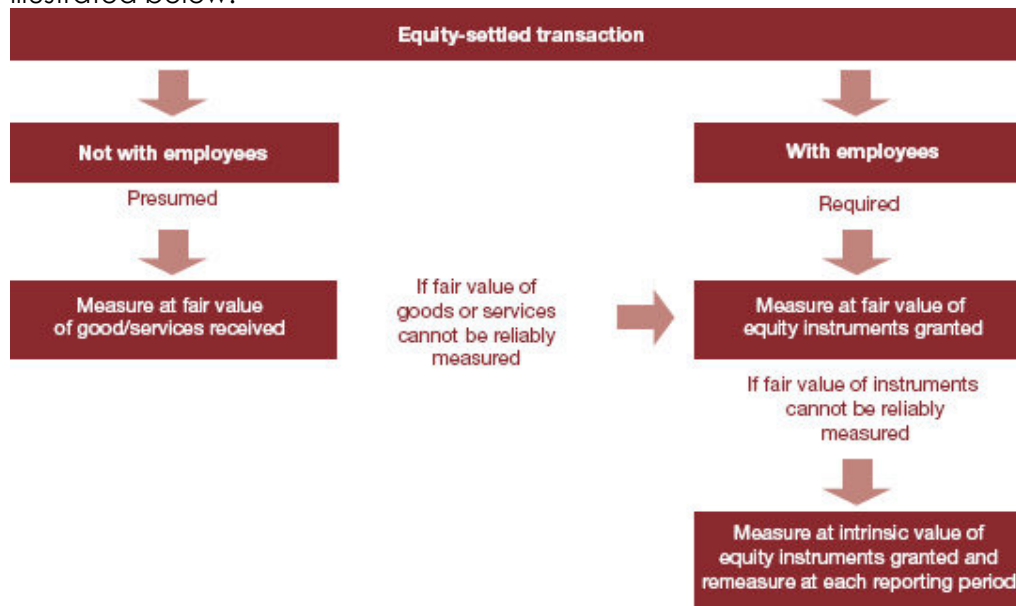 illustrated below:
Equity-settled transaction
Not with employees
With employees
Presumed
Required
Measure at fair value
of good/services received
If fair value of
goods or services
cannot be reliably
measured
Measure at fair value of
equity instruments granted
If fair value of instruments
cannot be reliably
measured
Measure at intrinsic value of
equity instruments granted and
remeasure at each reporting period